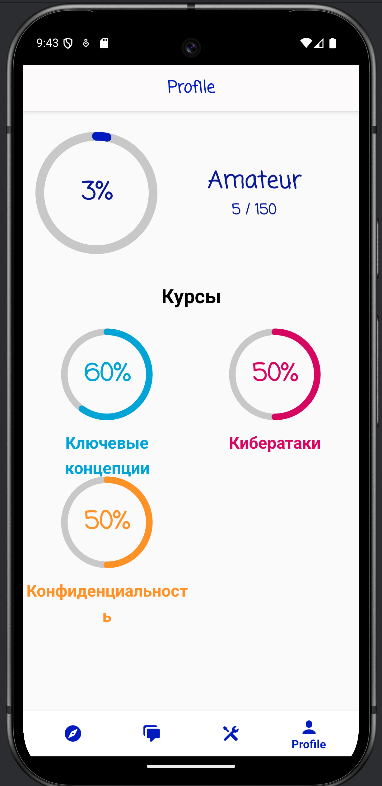 9:43
Profile
3%
Amateur
5 / 150
Курсы
60%
50%
Ключевые
концепции
Кибератаки
50%
Конфиденциальност
ь
Profile